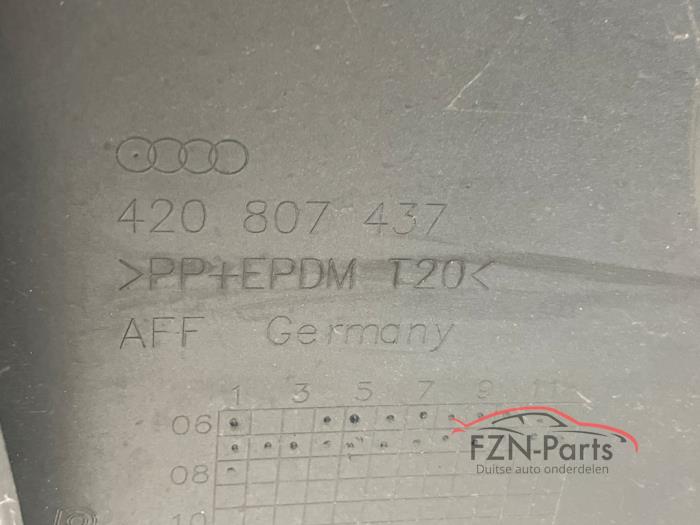 420 807 437
>PP+EPDM T20<
AFF Germany
1 3 5 7 9 11
06
FZN-Parts
Duitse auto onderdelen
08
10